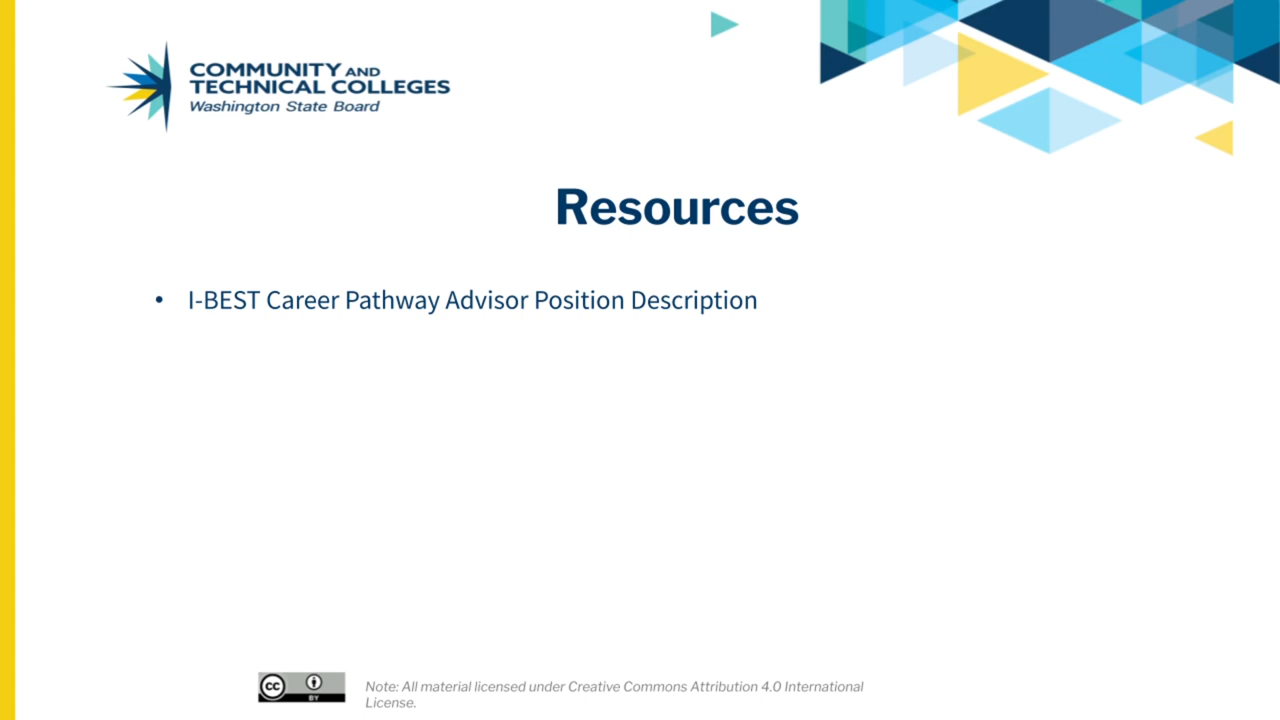 COMMUNITY AND
TECHNICAL COLLEGES
Washington State Board
Resources
• I-BEST Career Pathway Advisor Position Description
cc
BY
Note: All material licensed under Creative Commons Attribution 4.0 International
License.